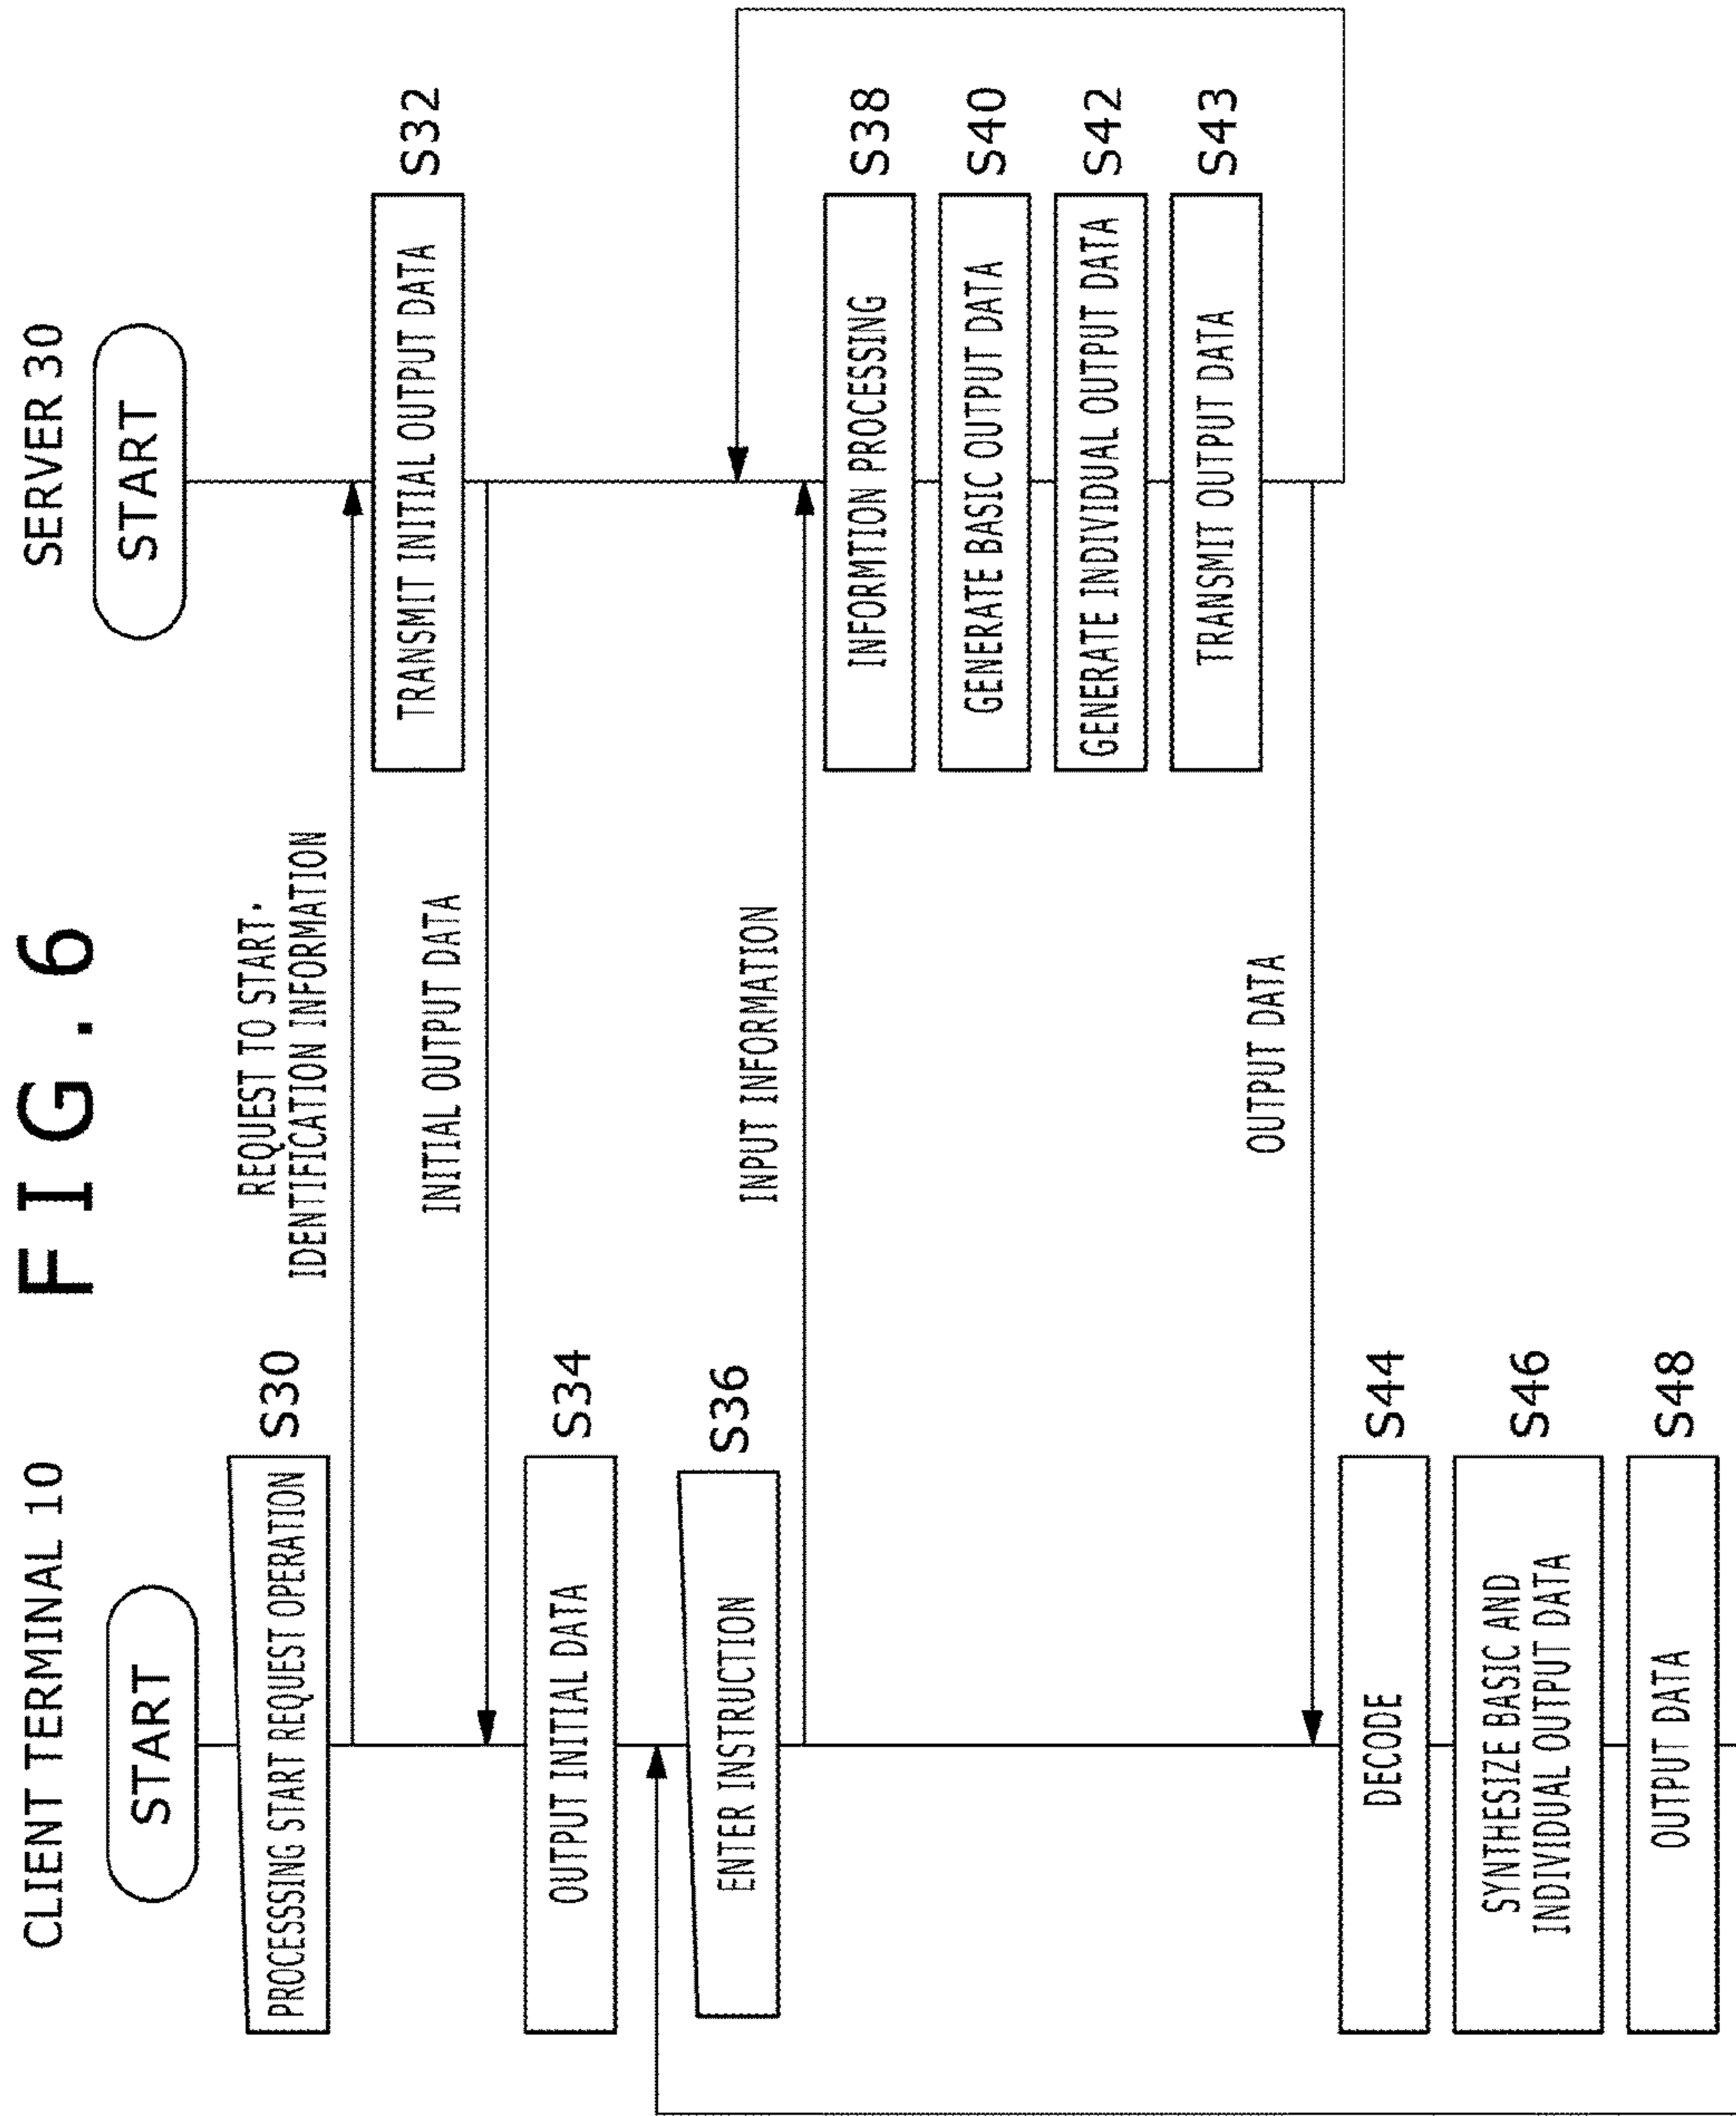 FIG. 6
CLIENT TERMINAL 10
SERVER 30
START
START
PROCESSSING START REQUEST OPERATION
S30
REQUEST TO START·
IDENTIFICATION INFORMATION
TRANSMIT INITIAL OUTPUT DATA
S32
INITIAL OUTPUT DATA
OUTPUT INITIAL DATA
S34
ENTER INSTRUCTION
S36
INPUT INFORMATION
INFORMTION PROCESSING
S38
GENERATE BASIC OUTPUT DATA
S40
GENERATE INDIVIDUAL OUTPUT DATA
S42
TRANSMIT OUTPUT DATA
S43
OUTPUT DATA
DECODE
S44
SYNTHESIZE BASIC AND
INDIVIDUAL OUTPUT DATA
S46
OUTPUT DATA
S48